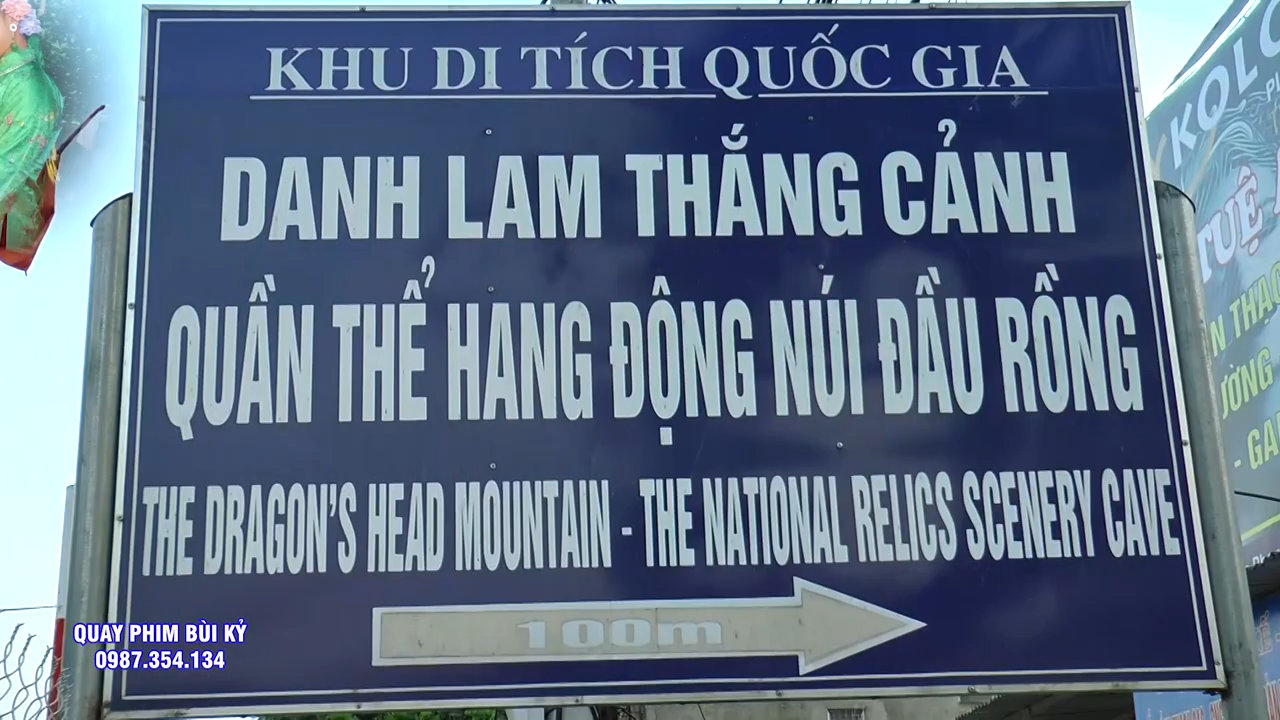 KHU DI TÍCH QUỐC GIA
DANH LAM THẮNG CẢNH
QUẦN THỂ HANG ĐỘNG NÚI ĐẦU RỒNG
THE DRAGON'S HEAD MOUNTAIN - THE NATIONAL RELICS SCENERY CAVE
100m
QUAY PHIM BÙI KỶ
0987.354.134
TUỆ